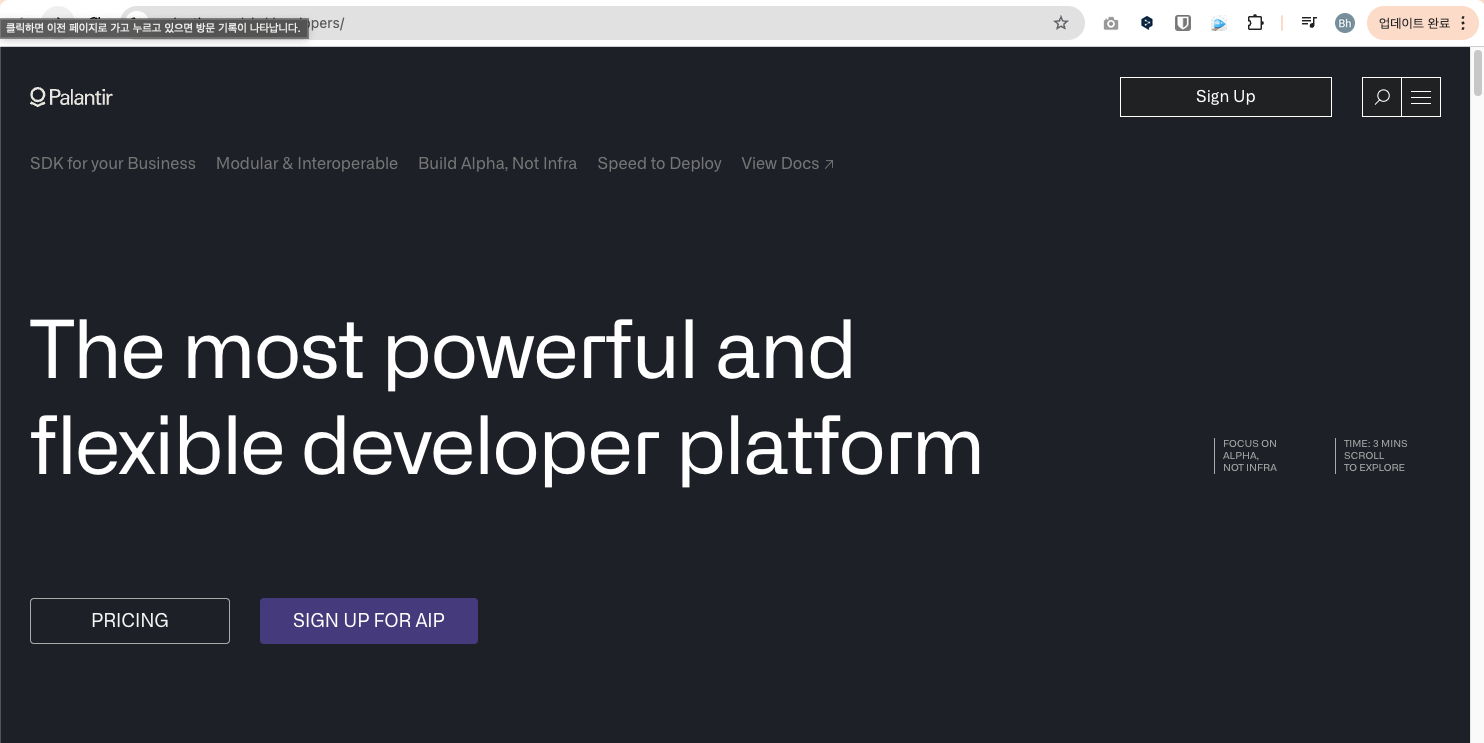 클릭하면 이전 페이지로 가고 누르고 있으면 방문 기록이 나타납니다.
pers/
Bh
업데이트 완료
Palantir
Sign Up
SDK for your Business Modular & Interoperable Build Alpha, Not Infra Speed to Deploy View Docs ↗
The most powerful and
flexible developer platform
FOCUS ON
ALPHA,
NOT INFRA
TIME: 3 MINS
SCROLL
TO EXPLORE
PRICING
SIGN UP FOR AIP